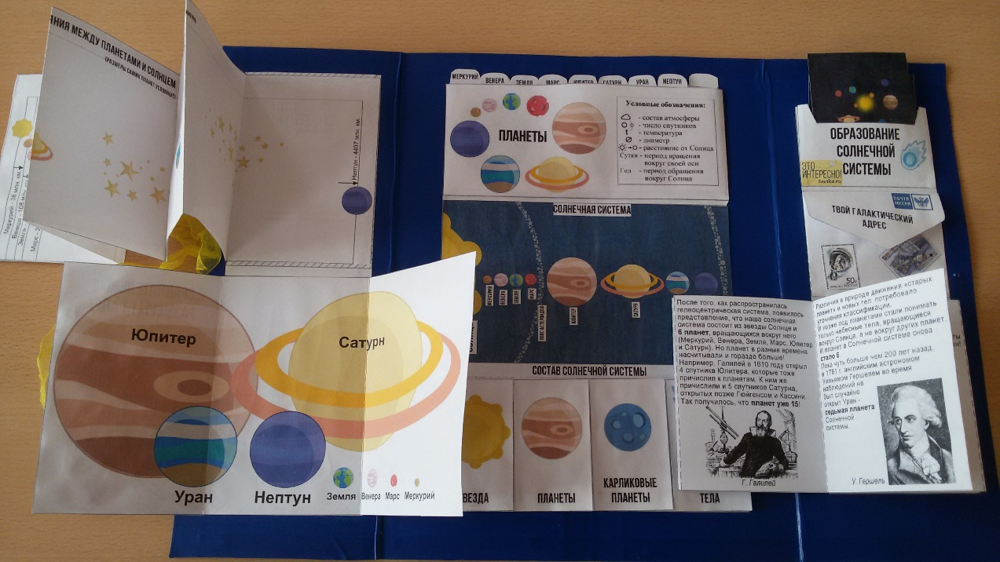 НИЯ МЕЖДУ ПЛАНЕТАМИ И СОЛНЦЕМ
(РАЗМЕРЫ САМИХ ПЛАНЕТ УСЛОВНЫЕ)
Меркурий - 38 млн. км.
Венера - 108 млн. км.
Земля -
Марс - 2
Нептун - 4497 млн. км.
Юпитер
Сатурн
Уран
Нептун
Земля
Венера
Марс
Меркурий
МЕРКУРИЙ
ВЕНЕРА
ЗЕМЛЯ
МАРС
ЮПИТЕР
САТУРН
УРАН
НЕПТУН
ПЛАНЕТЫ
Условные обозначения:
- состав атмосферы
- число спутников
t - температура
- диаметр
- расстояние от Солнца
Сутки - период вращения
вокруг своей оси
Год - период обращения
вокруг Солнца
СОЛНЕЧНАЯ СИСТЕМА
МЕРКУРИЙ
ВЕНЕРА
ЗЕМЛЯ
МАРС
ПОЯС АСТЕРОИДОВ
ЮПИТЕР
САТУРН
СОСТАВ СОЛНЕЧНОЙ СИСТЕМЫ
ВЕЗДА
ПЛАНЕТЫ
КАРЛИКОВЫЕ
ПЛАНЕТЫ
ТЕЛА
ОБРАЗОВАНИЕ
СОЛНЕЧНОЙ
СИСТЕМЫ
ЭТО
ИНТЕРЕСНО!
tavika.ru
ПОЧТА
РОССИИ
ТВОЙ ГАЛАКТИЧЕСКИЙ
АДРЕС
50к
После того, как распространилась
гелеоцентрическая система, появилось
представление, что наша солнечная
система состоит из звезды Солнце и
6 планет, вращающихся вокруг него
(Меркурий, Венера, Земля, Марс, Юпитер
и Сатурн). Но планет в разные времена
насчитывали и гораздо больше!
Например, Галилей в 1610 году открыл
4 спутника Юпитера, которые тоже
причислил к планетам. К ним же
причислили и 5 спутников Сатурна,
открытых позже Гюйгенсом и Кассини.
Так получилось, что планет уже 15!
Г. Галилей
Различия в природе движения «старых
планет» и новых тел потребовало
уточнения классификации.
И позже под планетами стали понимать
только небесные тела, вращающиеся
вокруг Солнца, а не вокруг других планет.
И планет в Солнечной системе снова
стало 6
Пока чуть больше чем 200 лет назад,
в 1781 г. английским астрономом
Уильямом Гершелем во время
наблюдений не
был случайно
открыт Уран -
седьмая планета
Солнечной
системы.
У. Гершель